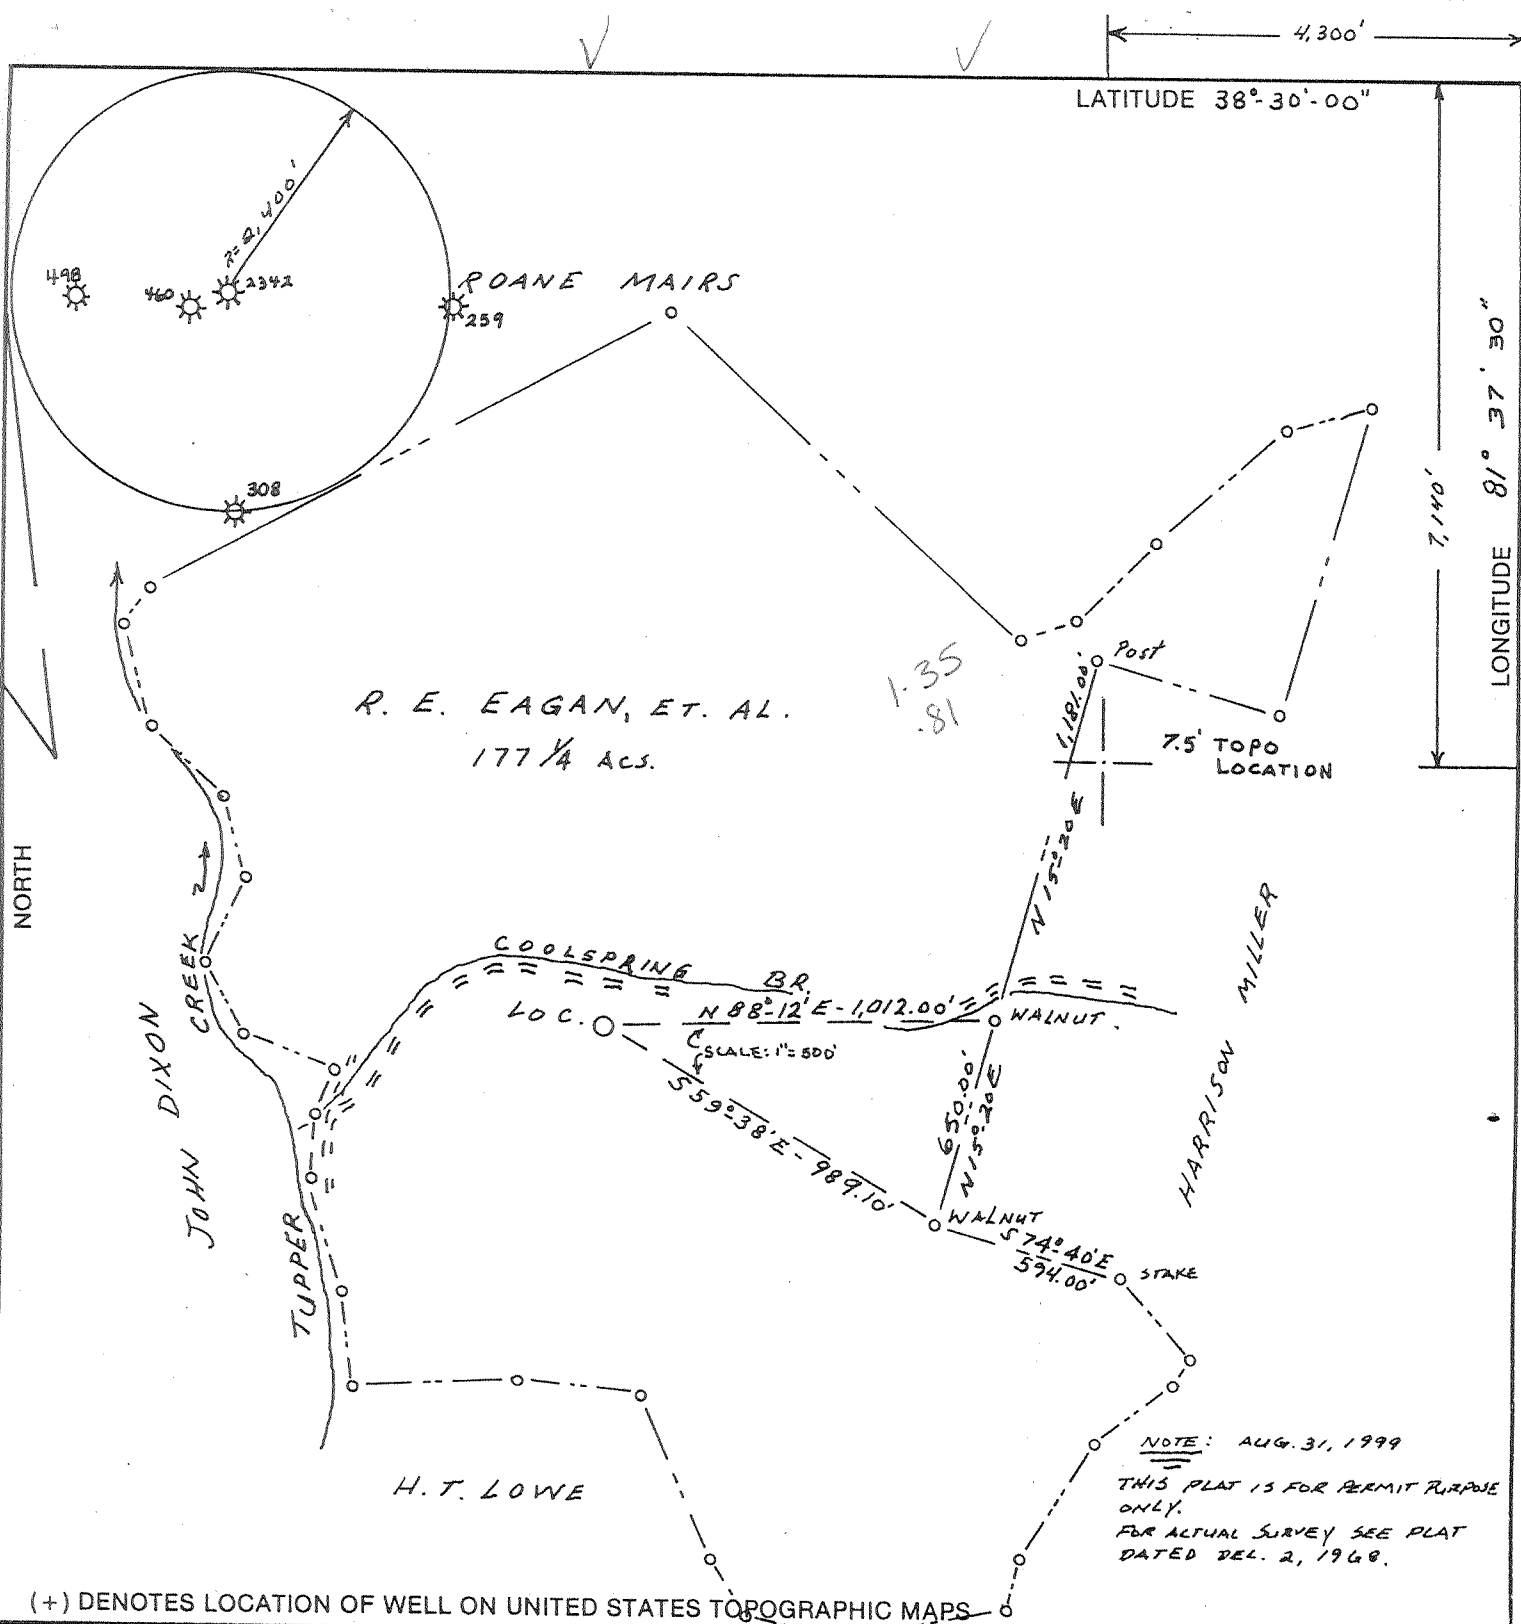 4,300'
LATITUDE 38°-30'-00"
r=2,400'
498
460
2342
259
308
ROANE MAIRS
7,140'
LONGITUDE 81° 37' 30"
Post
1,181.00'
N 15°-20' E
7.5' TOPO
LOCATION
R. E. EAGAN, ET. AL.
177 1/4 ACS.
1.35
.81
NORTH
COOLSPRING BR.
LOC.
N 88°-12' E - 1,012.00'
WALNUT.
SCALE: 1"=500'
S 59°-38' E - 989.10'
650.00'
N 15°-20' E
WALNUT
S 74°-40' E
594.00'
STAKE
HARRISON MILLER
JOHN DIXON
TUPPER CREEK
H. T. LOWE
NOTE: AUG. 31, 1999
THIS PLAT IS FOR PERMIT PURPOSE
ONLY.
FOR ACTUAL SURVEY SEE PLAT
DATED DEC. 2, 1968.
(+) DENOTES LOCATION OF WELL ON UNITED STATES TOPOGRAPHIC MAPS